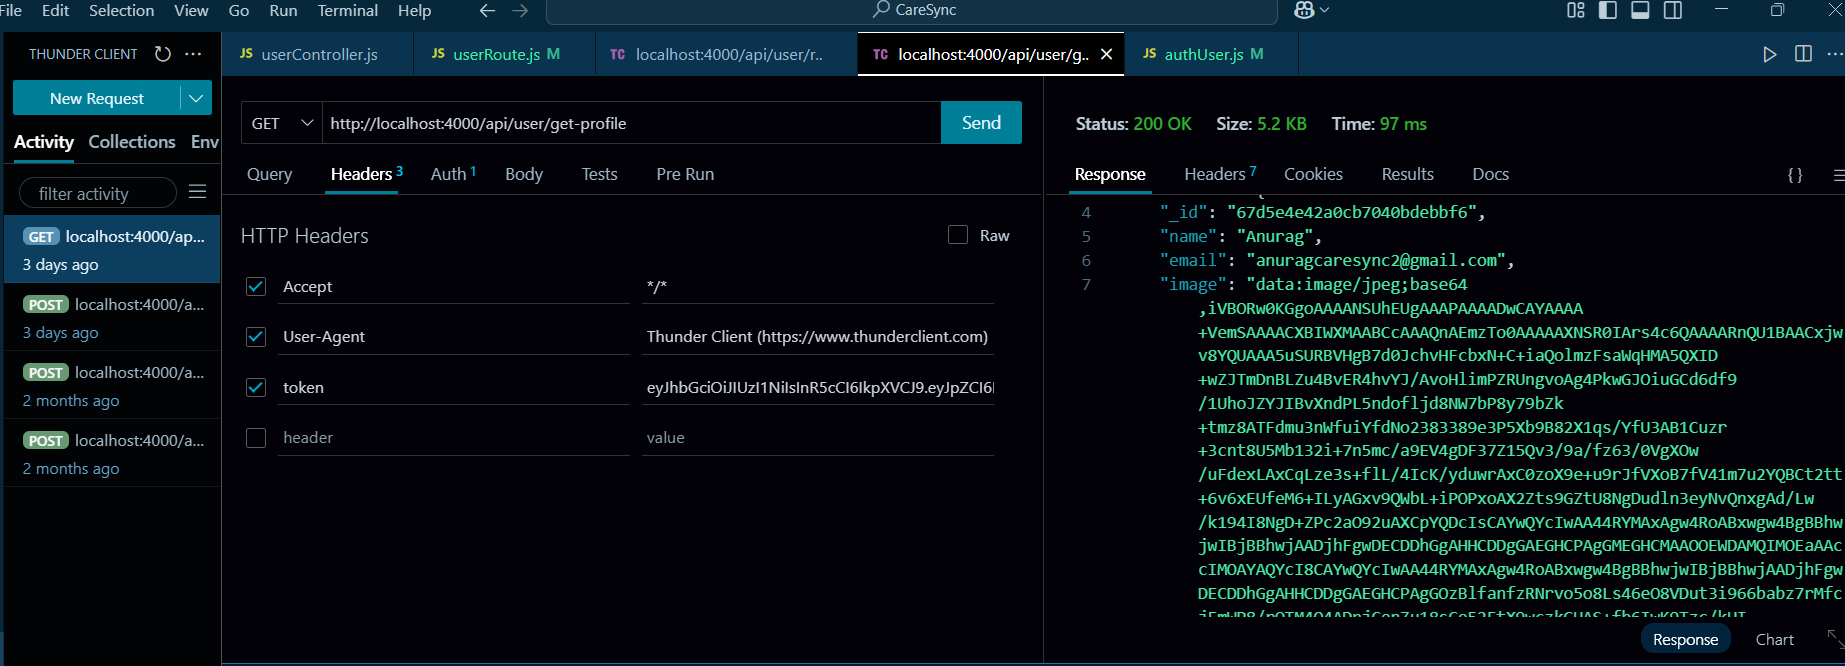 File Edit Selection View Go Run Terminal Help
CareSync
THUNDER CLIENT
New Request
Activity Collections Env
filter activity
GET localhost:4000/ap...
3 days ago
POST localhost:4000/a...
3 days ago
POST localhost:4000/a...
2 months ago
POST localhost:4000/a...
2 months ago
JS userController.js
JS userRoute.js M
TC localhost:4000/api/user/r..
TC localhost:4000/api/user/g..
JS authUser.js M
GET http://localhost:4000/api/user/get-profile Send
Query Headers 3 Auth 1 Body Tests Pre Run
HTTP Headers Raw
Accept */*
User-Agent Thunder Client (https://www.thunderclient.com)
token eyJhbGciOiJIUzI1NiIsInR5cCI6IkpXVCJ9.eyJpZCI6I
header value
Status: 200 OK Size: 5.2 KB Time: 97 ms
Response Headers 7 Cookies Results Docs {}
4 "_id": "67d5e4e42a0cb7040bdebbf6",
5 "name": "Anurag",
6 "email": "anuragcaresync2@gmail.com",
7 "image": "data:image/jpeg;base64
,iVBORw0KGgoAAAANSUhEUgAAAPAAAADwCAYAAAA
+VemSAAAACXBIWXMAABCcAAAQnAEmzTo0AAAAAXNSR0IArs4c6QAAAARnQU1BAACxjw
v8YQUAAA5uSURBVHgB7d0JchvHFcbxN+C+iaQolmzFsaWqHMA5QXID
+wZJTmDnBLZu4BvER4hvYJ/AvoHlimPZRUngvoAg4PkwGJOiuGCd6df9
/1UhoJZYJIBvXndPL5ndofljd8NW7bP8y79bZk
+tmz8ATFdmu3nWfuiYfdNo2383389e3P5Xb9B82X1qs/YfU3AB1Cuzr
+3cnt8U5Mb132i+7n5mc/a9EV4gDF37Z15Qv3/9a/fz63/0VgXOw
/uFdexLAxCqLze3s+flL/4IcK/yduwrAxC0zoX9e+u9rJfVXoB7fV41m7u2YQBCt2tt
+6v6xEUfeM6+ILyAGxv9QWbL+iPOPxoAX2Zts9GZtU8NgDudln3eyNvQnxgAd/Lw
/k194I8NgD+ZPc2aO92uAXCpYQDcIsCAYwQYcIwAA44RYMAxAgw4RoABxwgw4BgBBhw
jwIBjBBhwjAADjhFgwDECDDhGgAHHCDDgGAEGHCPAgGMEGHCMAAOOEWDAMQIMOEaAAc
cIMOAYAQYcI8CAYwQYcIwAA44RYMAxAgw4RoABxwgw4BgBBhwjwIBjBBhwjAADjhFgw
DECDDhGgAHHCDDgGAEGHCPAgGOzBlfanfzRNrvo5o8Ls46eO8VDut3i966babz7rMfc
Response Chart